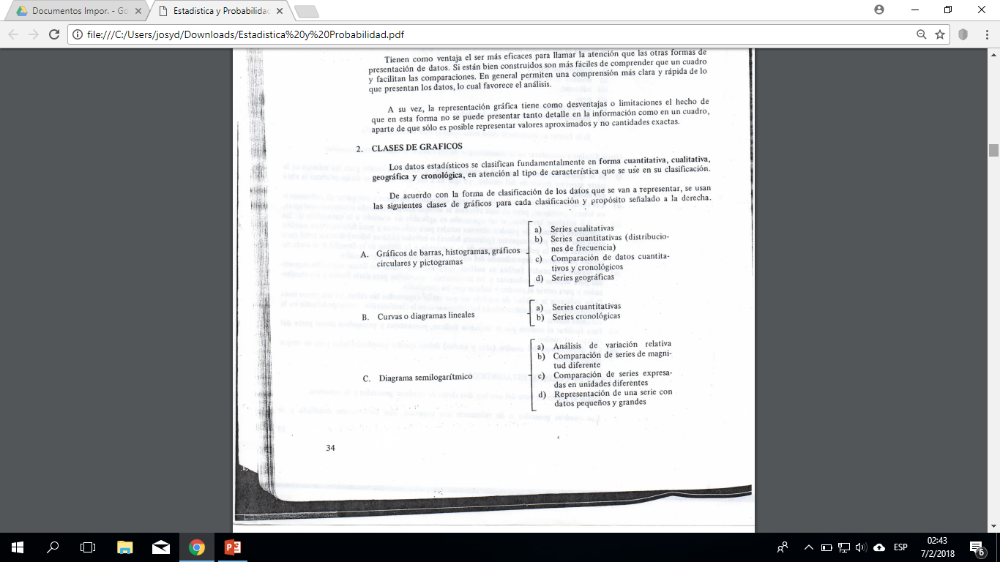 Documentos Impor. - Go
Estadistica y Probabilidad
file:///C:/Users/josyd/Downloads/Estadistica%20y%20Probabilidad.pdf
Tienen como ventaja el ser más eficaces para llamar la atención que las otras formas de
presentación de datos. Si están bien construidos son más fáciles de comprender que un cuadro
y facilitan las comparaciones. En general permiten una comprensión más clara y rápida de lo
que presentan los datos, lo cual favorece el análisis.
A su vez, la representación gráfica tiene como desventajas o limitaciones el hecho de
que en esta forma no se puede presentar tanto detalle en la información como en un cuadro,
aparte de que sólo es posible representar valores aproximados y no cantidades exactas.
2. CLASES DE GRAFICOS
Los datos estadísticos se clasifican fundamentalmente en forma cuantitativa, cualitativa,
geográfica y cronológica, en atención al tipo de característica que se use en su clasificación.
De acuerdo con la forma de clasificación de los datos que se van a representar, se usan
las siguientes clases de gráficos para cada clasificación y propósito señalado a la derecha.
A. Gráficos de barras, histogramas, gráficos
circulares y pictogramas
a) Series cualitativas
b) Series cuantitativas (distribucio-
nes de frecuencia)
c) Comparación de datos cuantita-
tivos y cronológicos
d) Series geográficas
B. Curvas o diagramas lineales
a) Series cuantitativas
b) Series cronológicas
C. Diagrama semilogarítmico
a) Análisis de variación relativa
b) Comparación de series de magni-
tud diferente
c) Comparación de series expresa-
das en unidades diferentes
d) Representación de una serie con
datos pequeños y grandes
34
ESP
02:43
7/2/2018
6